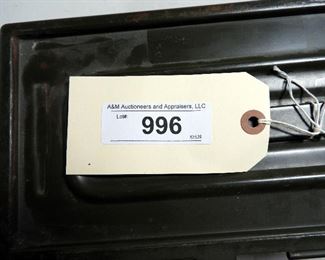 A&M Auctioneers and Appraisers, LLC
Lot#:
996